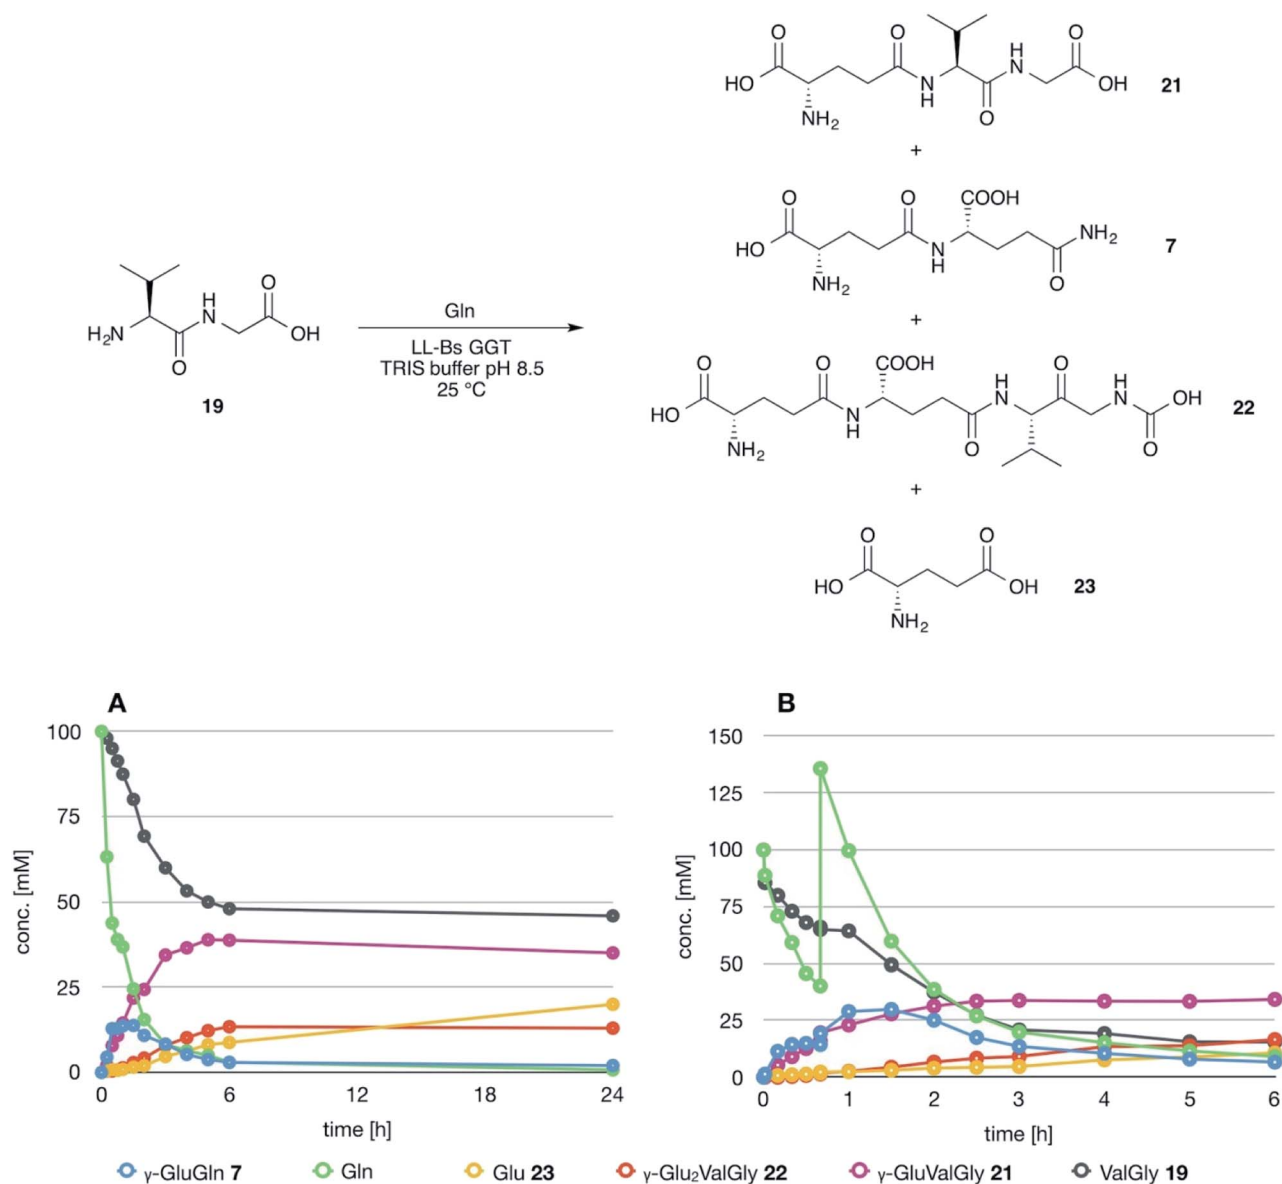 O
HO
NH₂
O
N
H
O
H
N
O
OH
21
+
O
HO
NH₂
O
N
H
COOH
O
NH₂
7
+
H₂N
O
H
N
O
OH
19
Gln
LL-Bs GGT
TRIS buffer pH 8.5
25 °C
O
HO
NH₂
O
N
H
COOH
O
H
N
O
H
N
O
OH
22
+
O
HO
NH₂
O
OH
23
A
conc. [mM]
100
75
50
25
0
0 6 12 18 24
time [h]
B
conc. [mM]
150
125
100
75
50
25
0
0 1 2 3 4 5 6
time [h]
γ-GluGln 7 Gln Glu 23 γ-Glu₂ValGly 22 γ-GluValGly 21 ValGly 19